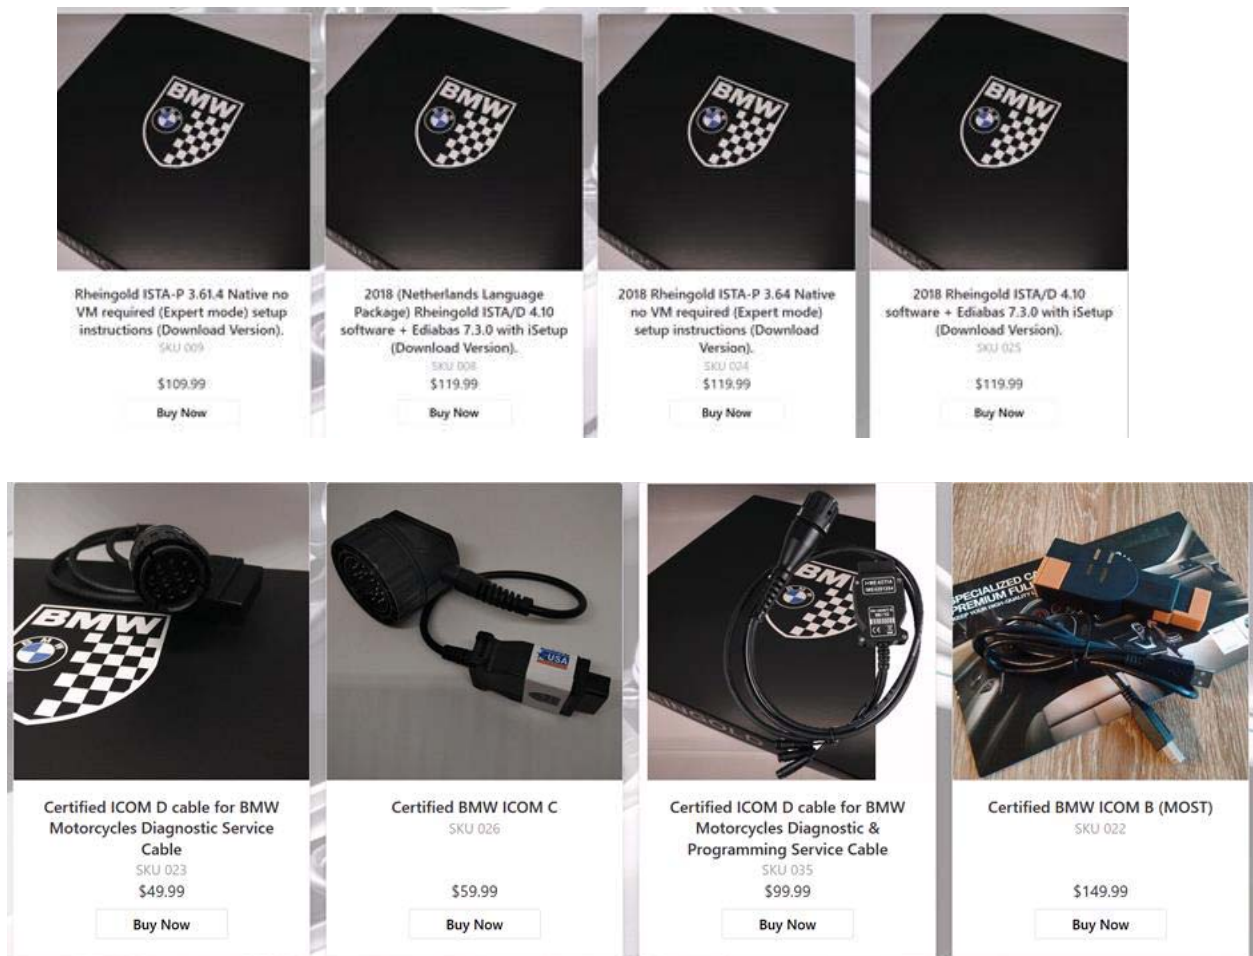 BMW
BMW
BMW
BMW
Rheingold ISTA-P 3.61.4 Native no
VM required (Expert mode) setup
instructions (Download Version).
SKU 009
$109.99
Buy Now
2018 (Netherlands Language
Package) Rheingold ISTA/D 4.10
software + Ediabas 7.3.0 with iSetup
(Download Version).
SKU 008
$119.99
Buy Now
2018 Rheingold ISTA-P 3.64 Native
no VM required (Expert mode)
setup instructions (Download
Version).
SKU 024
$119.99
Buy Now
2018 Rheingold ISTA/D 4.10
software + Ediabas 7.3.0 with iSetup
(Download Version).
SKU 025
$119.99
Buy Now
BMW
USA
BMW
SPECIALIZED
PREMIUM
Certified ICOM D cable for BMW
Motorcycles Diagnostic Service
Cable
SKU 023
$49.99
Buy Now
Certified BMW ICOM C
SKU 026
$59.99
Buy Now
Certified ICOM D cable for BMW
Motorcycles Diagnostic &
Programming Service Cable
SKU 035
$99.99
Buy Now
Certified BMW ICOM B (MOST)
SKU 022
$149.99
Buy Now